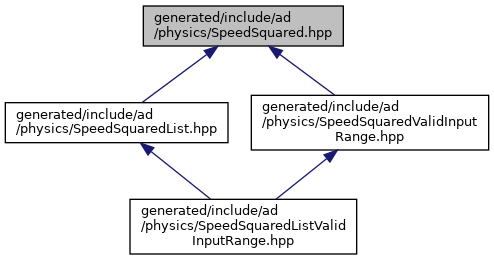 generated/include/ad
/physics/SpeedSquared.hpp
generated/include/ad
/physics/SpeedSquaredList.hpp
generated/include/ad
/physics/SpeedSquaredValidInput
Range.hpp
generated/include/ad
/physics/SpeedSquaredListValid
InputRange.hpp